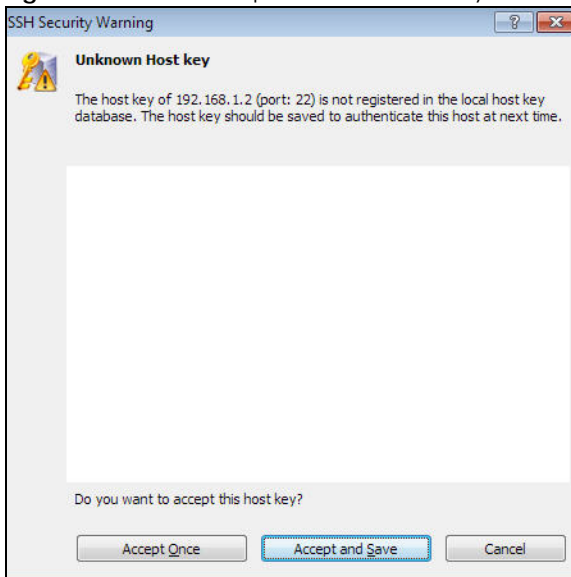 SSH Security Warning
Unknown Host key
The host key of 192.168.1.2 (port: 22) is not registered in the local host key
database. The host key should be saved to authenticate this host at next time.
Do you want to accept this host key?
Accept Once
Accept and Save
Cancel